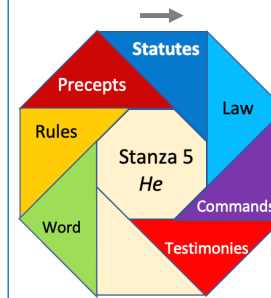 Statutes
Precepts
Law
Rules
Stanza 5
He
Commands
Word
Testimonies